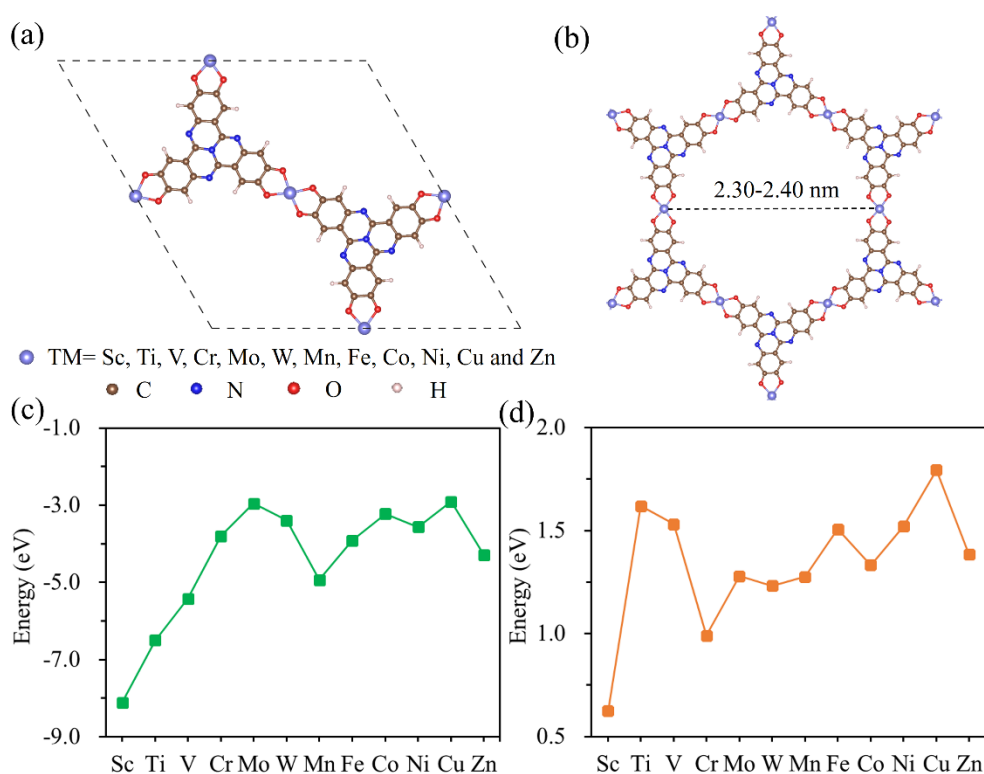 (a)
(b)
2.30-2.40 nm
TM= Sc, Ti, V, Cr, Mo, W, Mn, Fe, Co, Ni, Cu and Zn
C N O H
(c)
-1.0
-3.0
-5.0
-7.0
-9.0
Energy (eV)
Sc Ti V Cr Mo W Mn Fe Co Ni Cu Zn
(d)
2.0
1.5
1.0
0.5
Energy (eV)
Sc Ti V Cr Mo W Mn Fe Co Ni Cu Zn